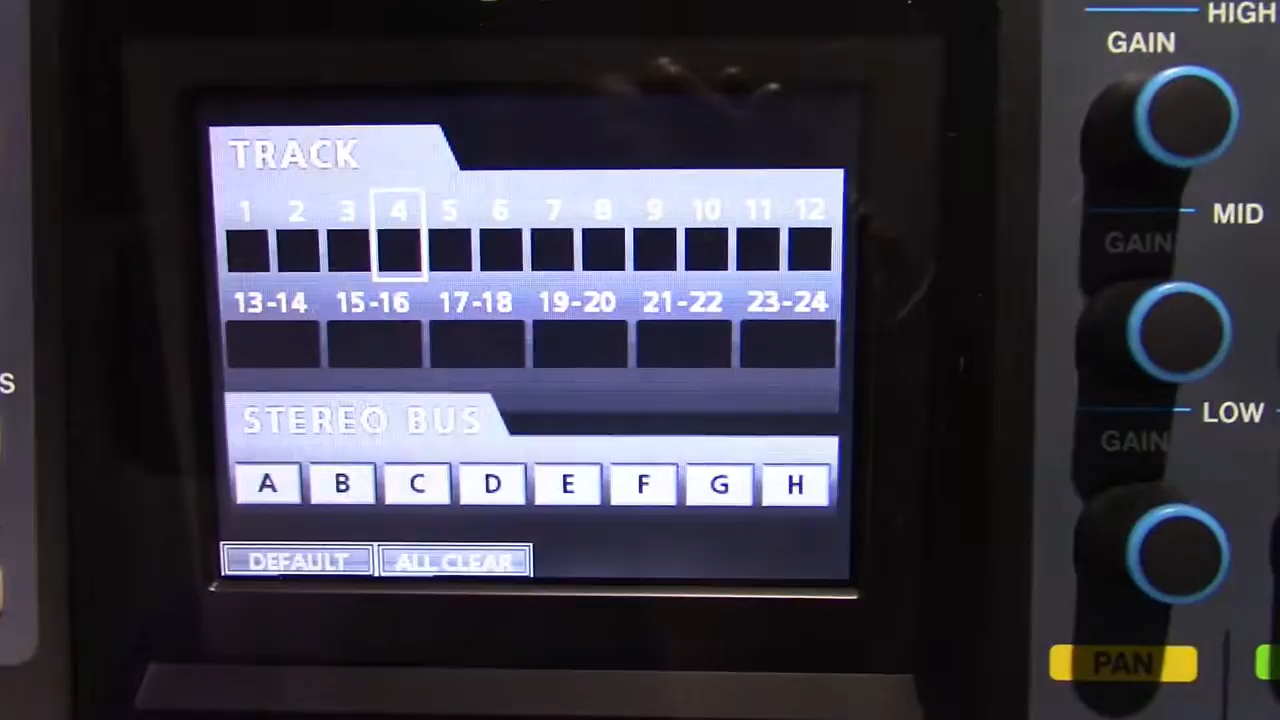 HIGH
GAIN
TRACK
1 2 3 4 5 6 7 8 9 10 11 12
MID
GAIN
13-14 15-16 17-18 19-20 21-22 23-24
S
STEREO BUS
LOW
GAIN
A B C D E F G H
DEFAULT ALL CLEAR
PAN